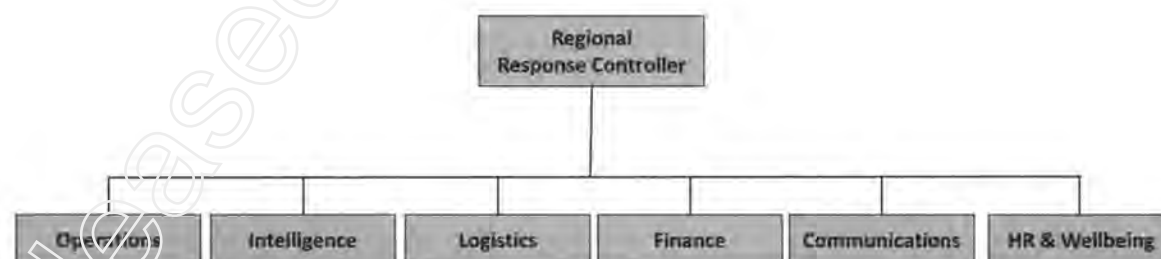 Regional
Response Controller
Operations
Intelligence
Logistics
Finance
Communications
HR & Wellbeing